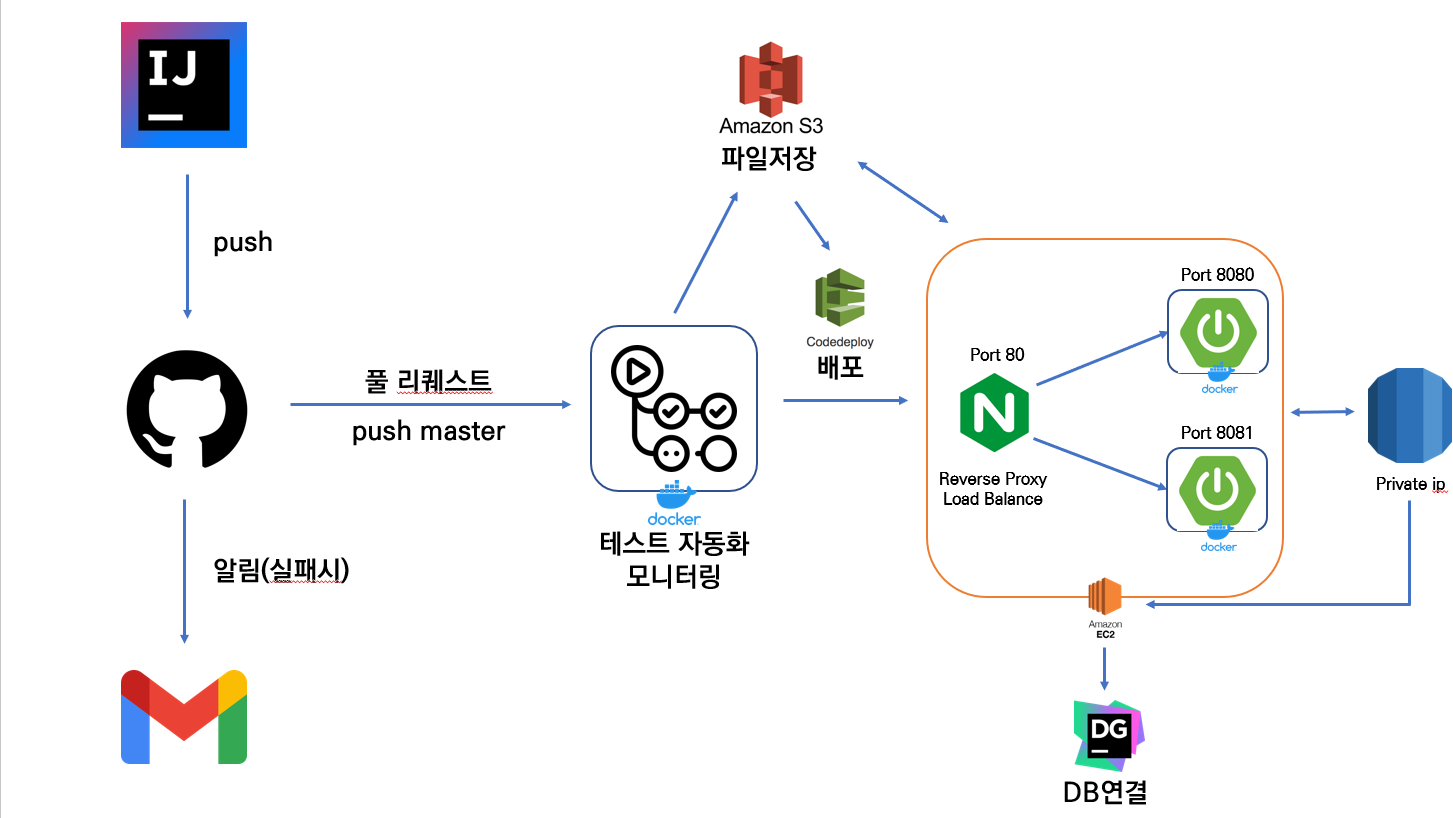 IJ
push
풀 리퀘스트
push master
알림(실패시)
Amazon S3
파일저장
Codedeploy
배포
docker
테스트 자동화
모니터링
Port 80
N
Reverse Proxy
Load Balance
Port 8080
docker
Port 8081
docker
Private ip
Amazon
EC2
DG
DB연결